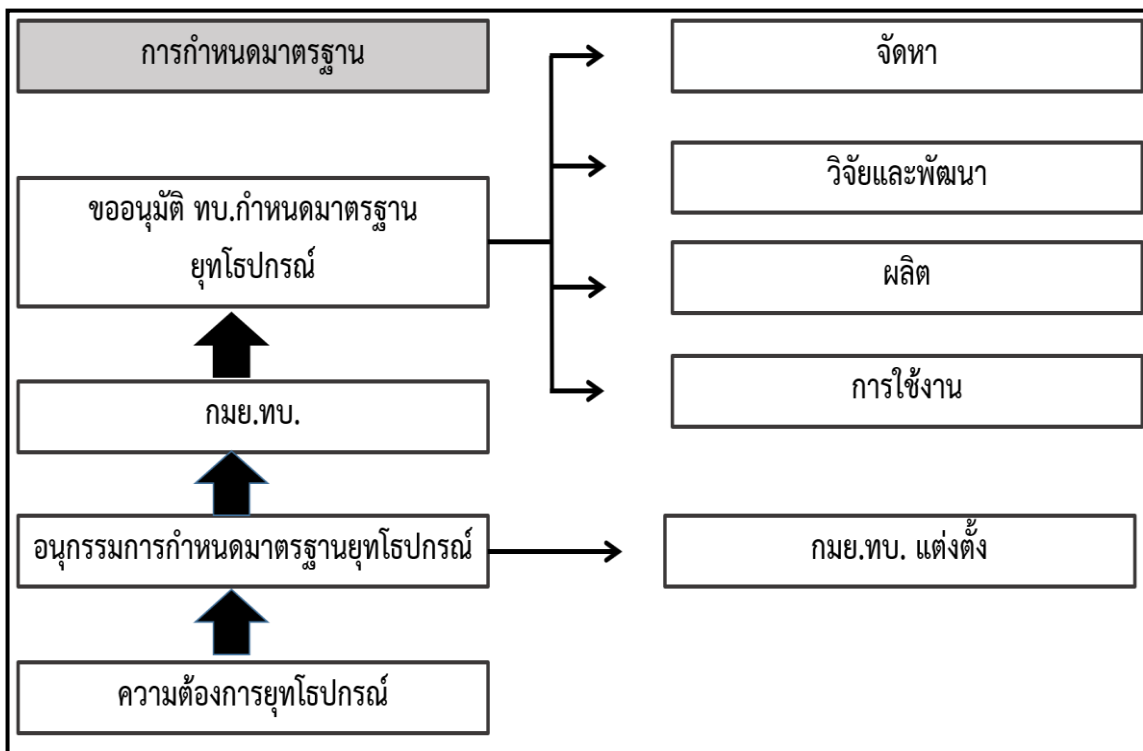 การกำหนดมาตรฐาน
จัดหา
วิจัยและพัฒนา
ขออนุมัติ ทบ.กำหนดมาตรฐาน
ยุทโธปกรณ์
ผลิต
การใช้งาน
กมย.ทบ.
อนุกรรมการกำหนดมาตรฐานยุทโธปกรณ์
กมย.ทบ. แต่งตั้ง
ความต้องการยุทโธปกรณ์